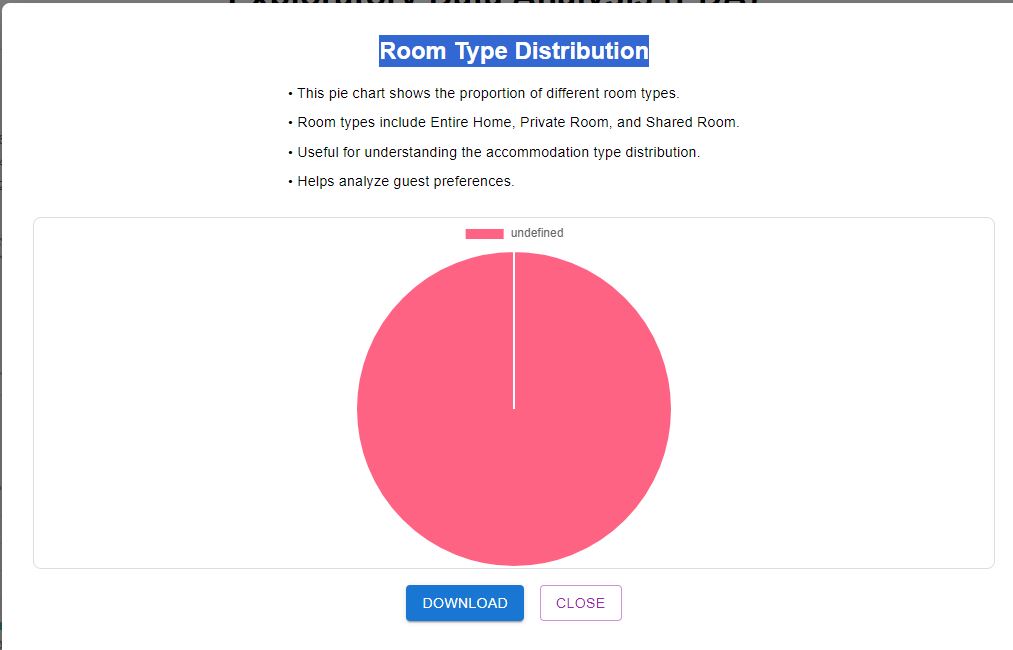 Room Type Distribution
• This pie chart shows the proportion of different room types.
• Room types include Entire Home, Private Room, and Shared Room.
• Useful for understanding the accommodation type distribution.
• Helps analyze guest preferences.
undefined
DOWNLOAD
CLOSE